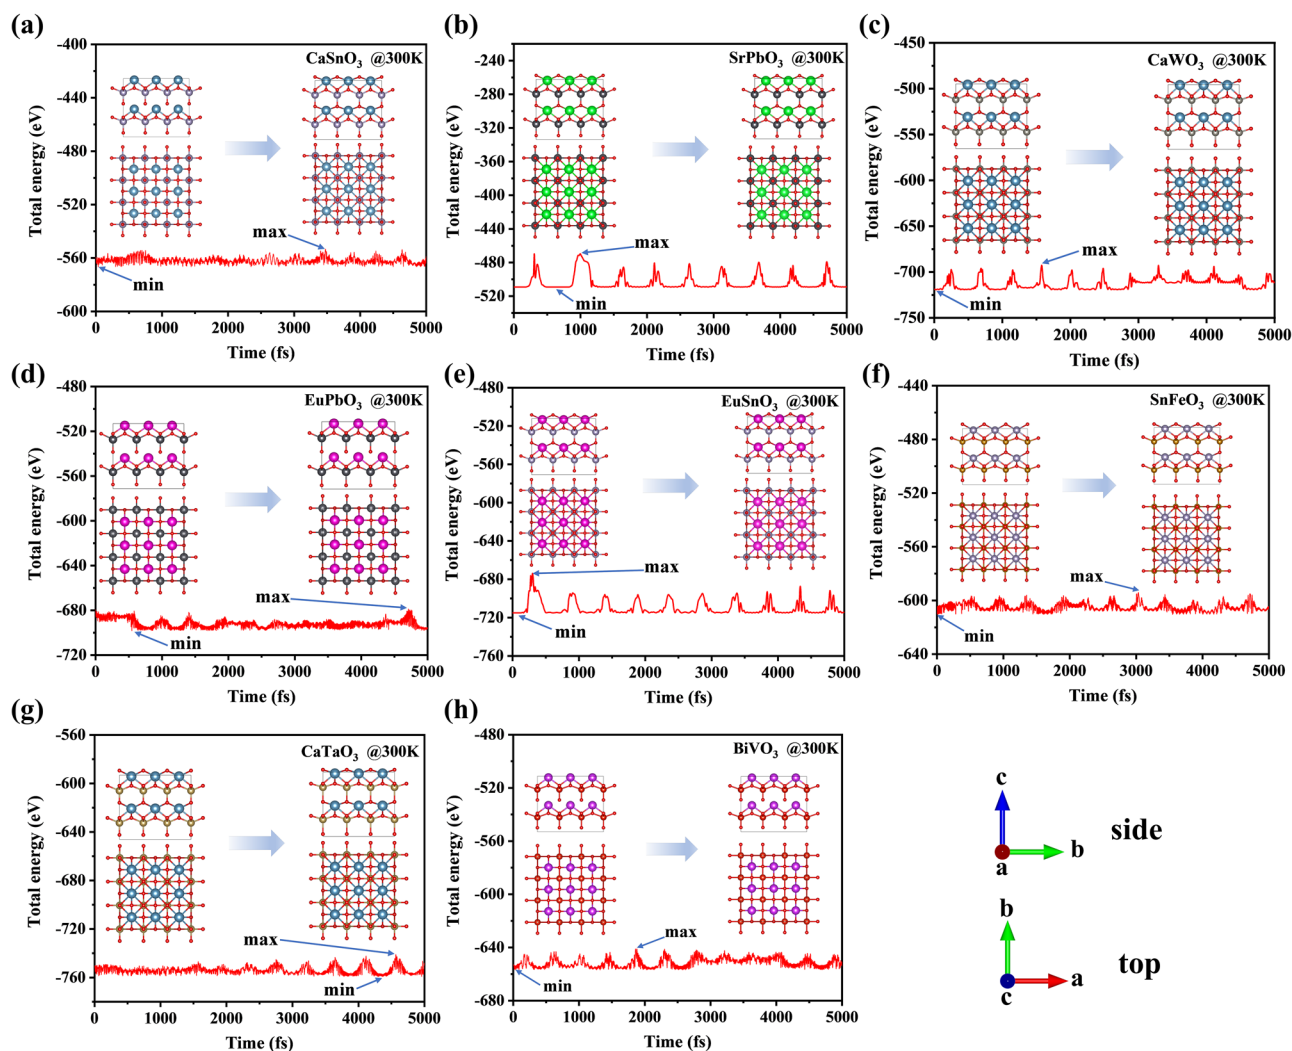 (a)
CaSnO3 @300K
Total energy (eV)
-400
-440
-480
-520
-560
-600
max
min
0 1000 2000 3000 4000 5000
Time (fs)
(b)
SrPbO3 @300K
Total energy (eV)
-240
-280
-320
-360
-400
-440
-480
-520
max
min
0 1000 2000 3000 4000 5000
Time (fs)
(c)
CaWO3 @300K
Total energy (eV)
-450
-500
-550
-600
-650
-700
-750
max
min
0 1000 2000 3000 4000 5000
Time (fs)
(d)
EuPbO3 @300K
Total energy (eV)
-480
-520
-560
-600
-640
-680
-720
max
min
0 1000 2000 3000 4000 5000
Time (fs)
(e)
EuSnO3 @300K
Total energy (eV)
-480
-520
-560
-600
-640
-680
-720
-760
max
min
0 1000 2000 3000 4000 5000
Time (fs)
(f)
SnFeO3 @300K
Total energy (eV)
-440
-480
-520
-560
-600
-640
max
min
0 1000 2000 3000 4000 5000
Time (fs)
(g)
CaTaO3 @300K
Total energy (eV)
-560
-600
-640
-680
-720
-760
max
min
0 1000 2000 3000 4000 5000
Time (fs)
(h)
BiVO3 @300K
Total energy (eV)
-480
-520
-560
-600
-640
-680
max
min
0 1000 2000 3000 4000 5000
Time (fs)
c
side
b
a
b
top
a
c